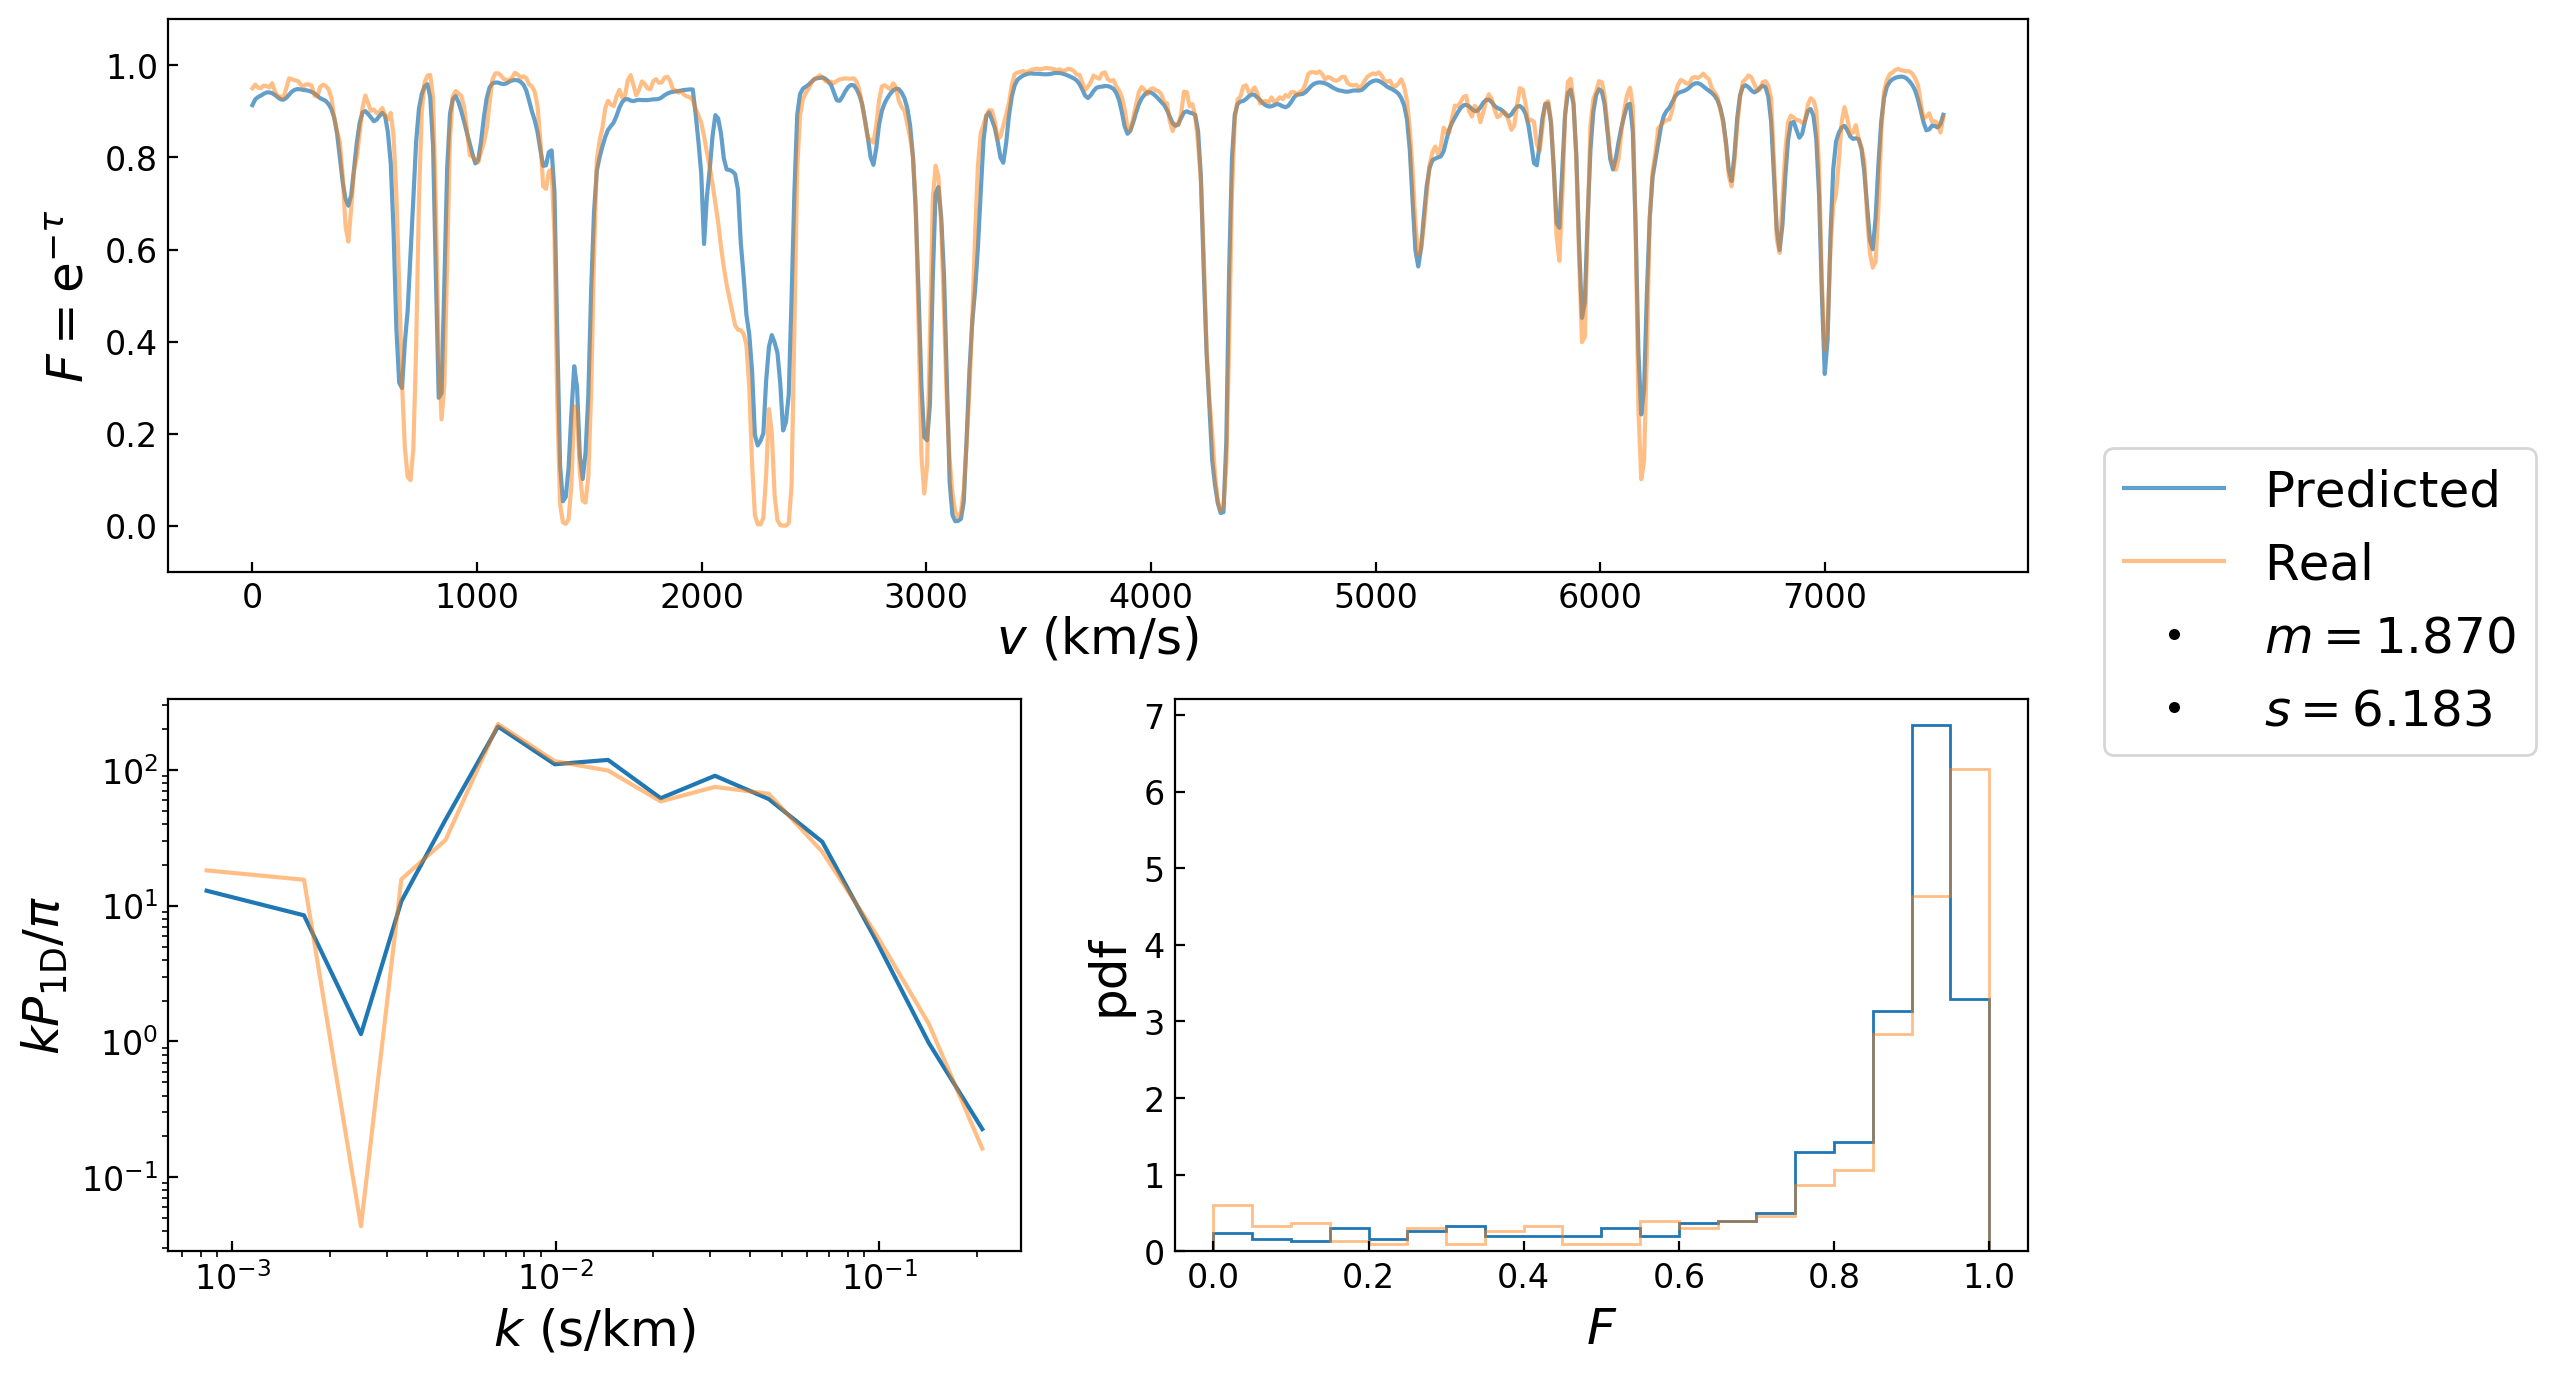 1.0
0.8
0.6
0.4
0.2
0.0
F = e^{−τ}
0 1000 2000 3000 4000 5000 6000 7000
v (km/s)
Predicted
Real
m = 1.870
s = 6.183
10^2
10^1
10^0
10^{−1}
kP_{1D}/π
10^{−3} 10^{−2} 10^{−1}
k (s/km)
7
6
5
4
3
2
1
0
pdf
0.0 0.2 0.4 0.6 0.8 1.0
F